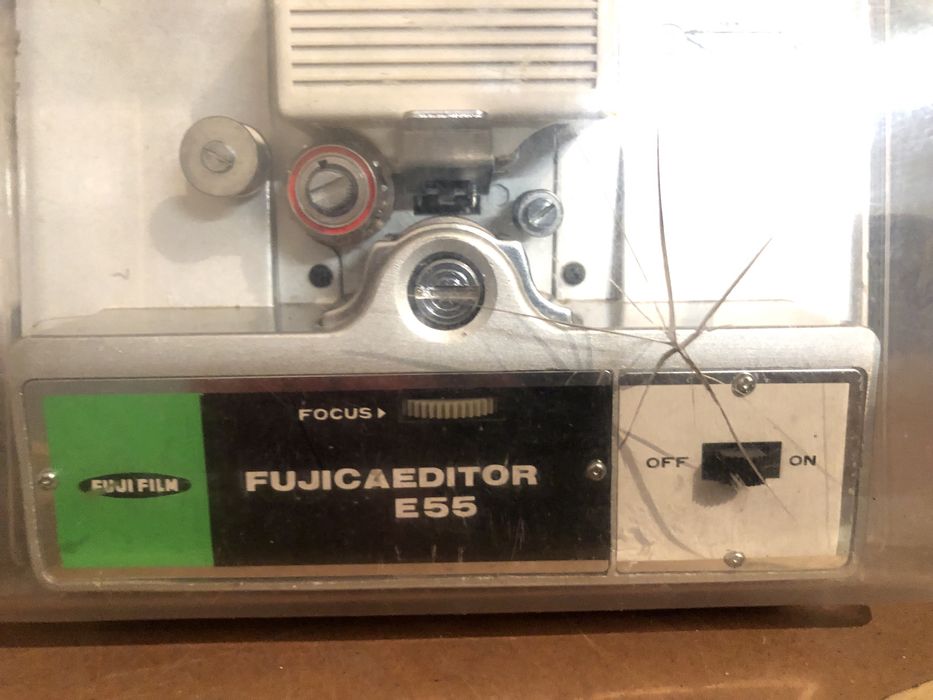 FOCUS
FUJI FILM
FUJICAEDITOR
E55
OFF ON